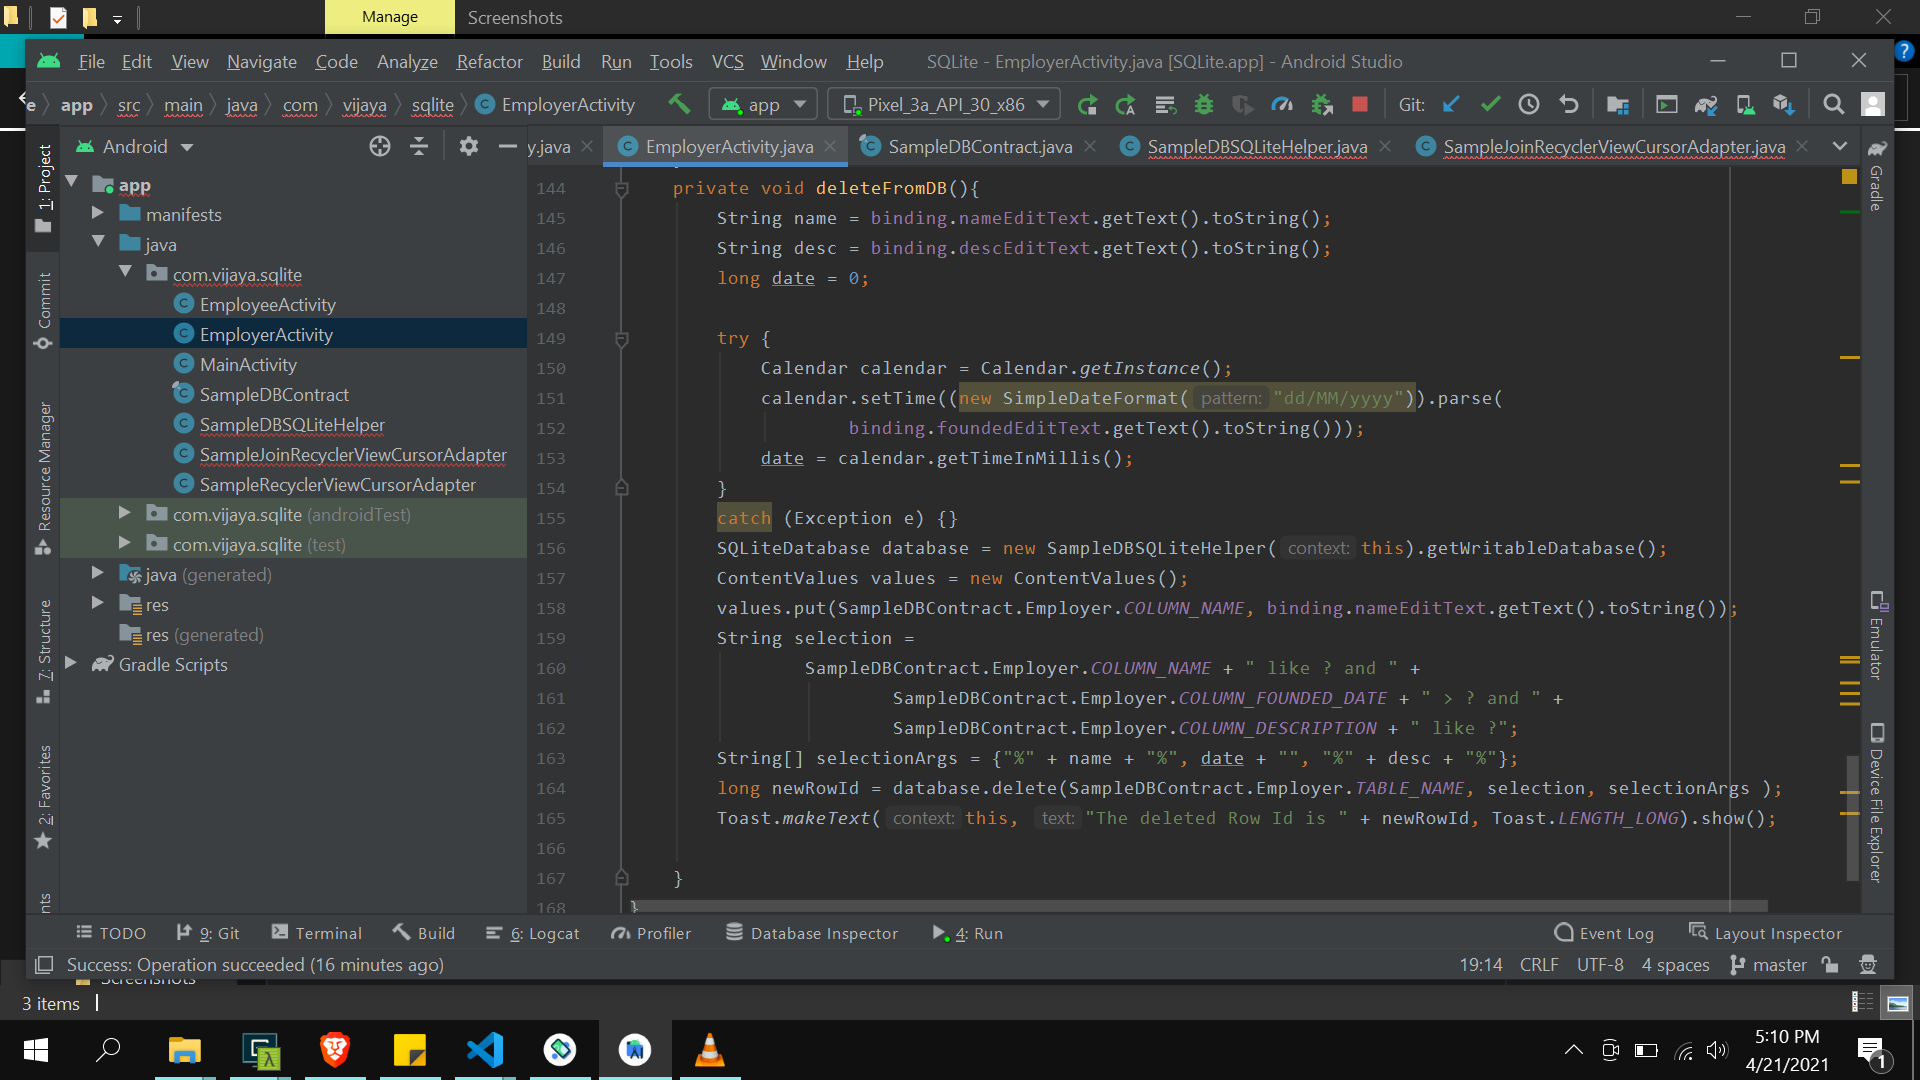 Manage Screenshots
File Edit View Navigate Code Analyze Refactor Build Run Tools VCS Window Help SQLite - EmployerActivity.java [SQLite.app] - Android Studio
e app src main java com vijaya sqlite EmployerActivity app Pixel_3a_API_30_x86 Git:
Android y.java EmployerActivity.java SampleDBContract.java SampleDBSQLiteHelper.java SampleJoinRecyclerViewCursorAdapter.java
1: Project
Commit
Resource Manager
7: Structure
2: Favorites
nts
app
manifests
java
com.vijaya.sqlite
EmployeeActivity
EmployerActivity
MainActivity
SampleDBContract
SampleDBSQLiteHelper
SampleJoinRecyclerViewCursorAdapter
SampleRecyclerViewCursorAdapter
com.vijaya.sqlite (androidTest)
com.vijaya.sqlite (test)
java (generated)
res
res (generated)
Gradle Scripts
144 private void deleteFromDB(){
145 String name = binding.nameEditText.getText().toString();
146 String desc = binding.descEditText.getText().toString();
147 long date = 0;
148
149 try {
150 Calendar calendar = Calendar.getInstance();
151 calendar.setTime((new SimpleDateFormat( pattern: "dd/MM/yyyy")).parse(
152 binding.foundedEditText.getText().toString()));
153 date = calendar.getTimeInMillis();
154 }
155 catch (Exception e) {}
156 SQLiteDatabase database = new SampleDBSQLiteHelper( context: this).getWritableDatabase();
157 ContentValues values = new ContentValues();
158 values.put(SampleDBContract.Employer.COLUMN_NAME, binding.nameEditText.getText().toString());
159 String selection =
160 SampleDBContract.Employer.COLUMN_NAME + " like ? and " +
161 SampleDBContract.Employer.COLUMN_FOUNDED_DATE + " > ? and " +
162 SampleDBContract.Employer.COLUMN_DESCRIPTION + " like ?";
163 String[] selectionArgs = {"%" + name + "%", date + "", "%" + desc + "%"};
164 long newRowId = database.delete(SampleDBContract.Employer.TABLE_NAME, selection, selectionArgs );
165 Toast.makeText( context: this, text: "The deleted Row Id is " + newRowId, Toast.LENGTH_LONG).show();
166
167 }
168 }
Gradle
Emulator
Device File Explorer
TODO 9: Git Terminal Build 6: Logcat Profiler Database Inspector 4: Run Event Log Layout Inspector
Success: Operation succeeded (16 minutes ago) 19:14 CRLF UTF-8 4 spaces master
Screenshots
3 items
5:10 PM
4/21/2021
1